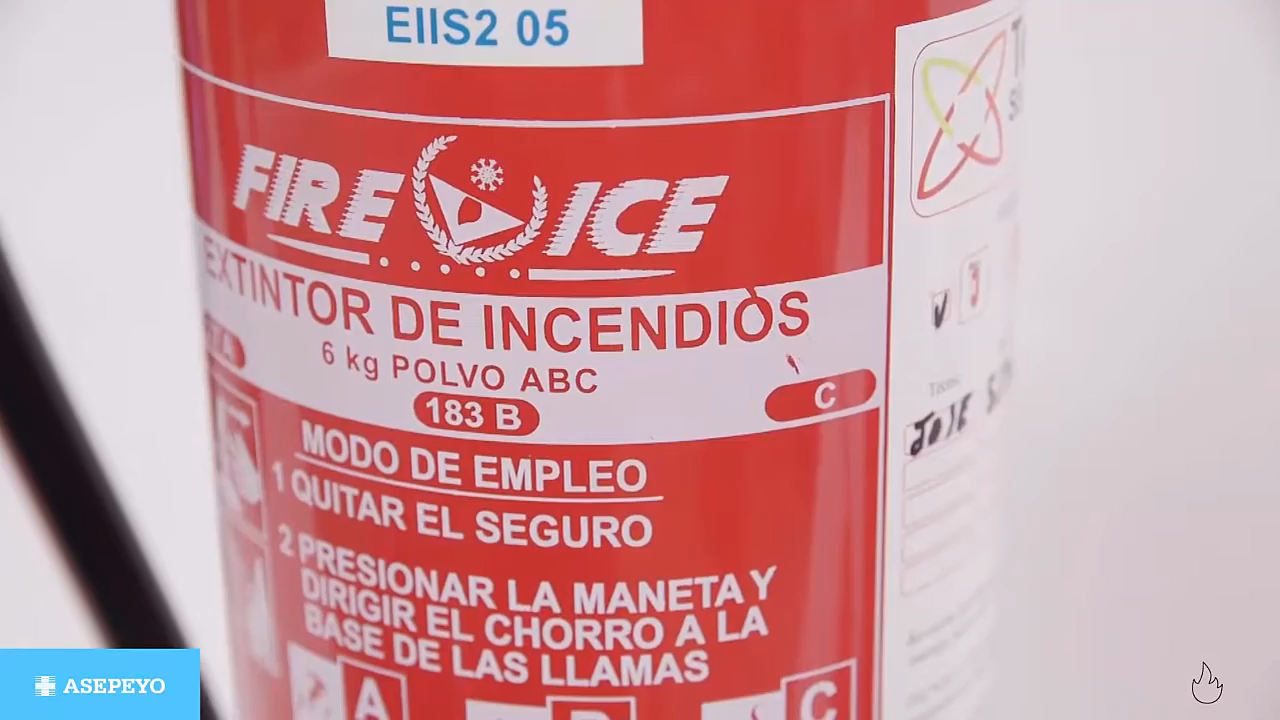 EIIS2 05
FIRE ICE
EXTINTOR DE INCENDIOS
6 kg POLVO ABC
183 B
C
MODO DE EMPLEO
1 QUITAR EL SEGURO
2 PRESIONAR LA MANETA Y
DIRIGIR EL CHORRO A LA
BASE DE LAS LLAMAS
A
B
C
JOSE
ASEPEYO